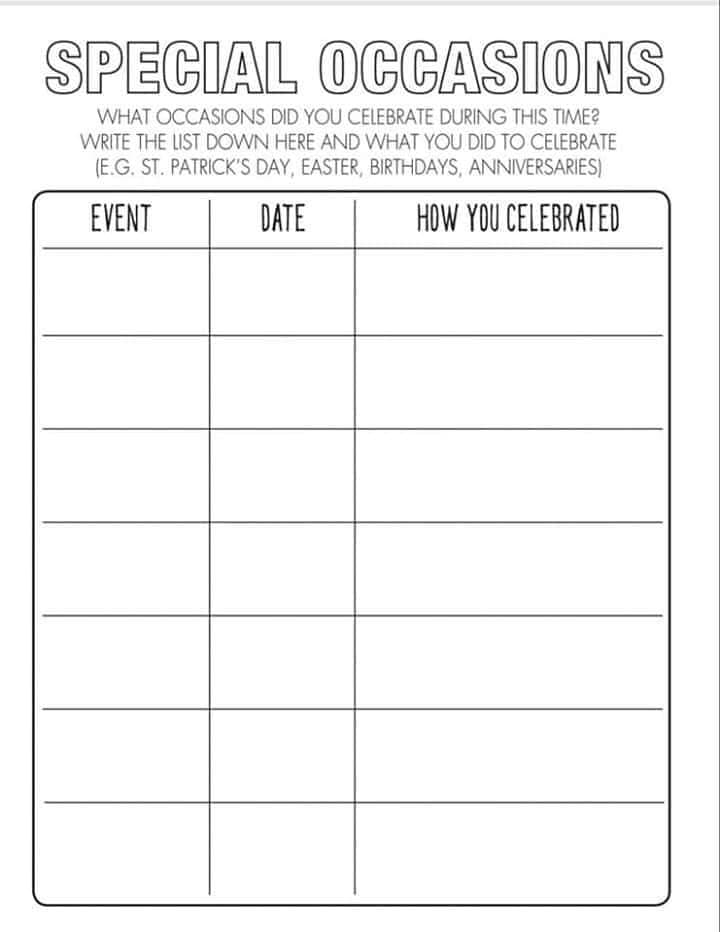 SPECIAL OCCASIONS
WHAT OCCASIONS DID YOU CELEBRATE DURING THIS TIME?
WRITE THE LIST DOWN HERE AND WHAT YOU DID TO CELEBRATE
(E.G. ST. PATRICK'S DAY, EASTER, BIRTHDAYS, ANNIVERSARIES)
EVENT DATE HOW YOU CELEBRATED